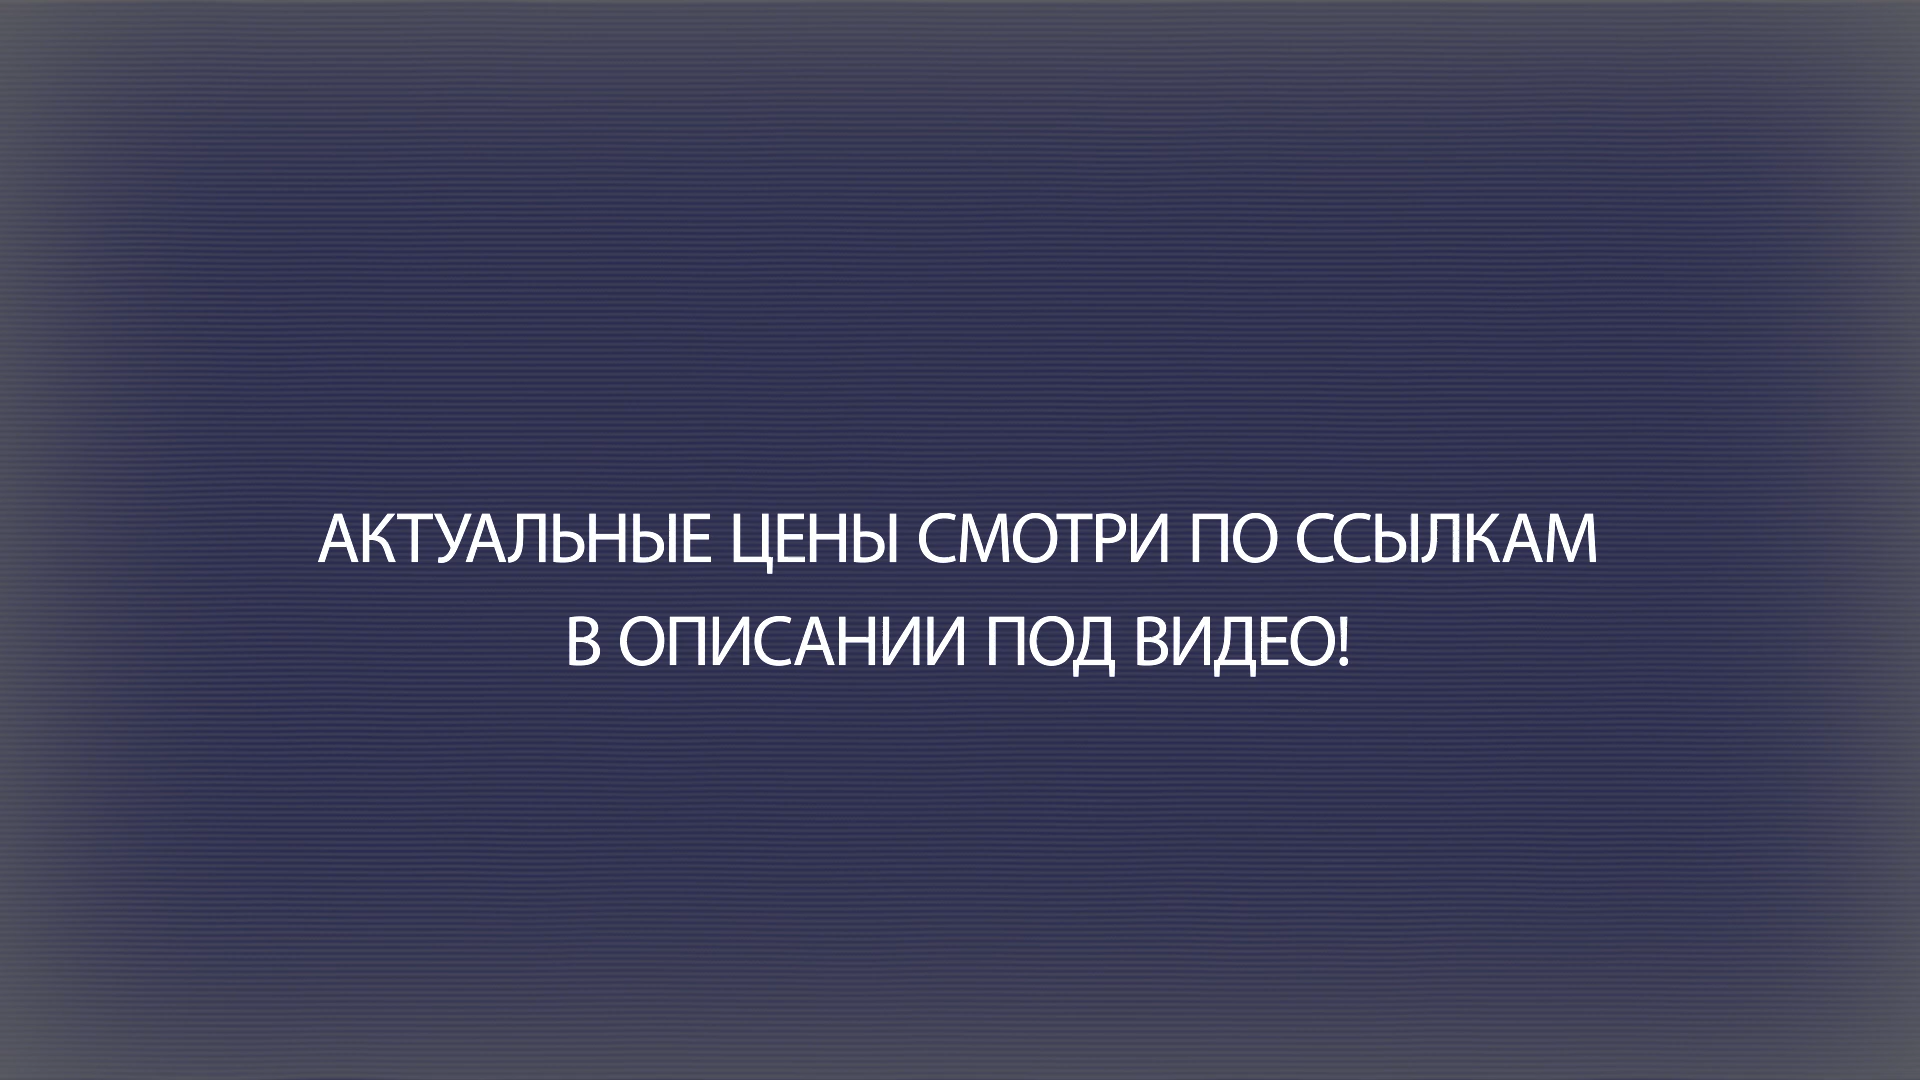 АКТУАЛЬНЫЕ ЦЕНЫ СМОТРИ ПО ССЫЛКАМ
В ОПИСАНИИ ПОД ВИДЕО!